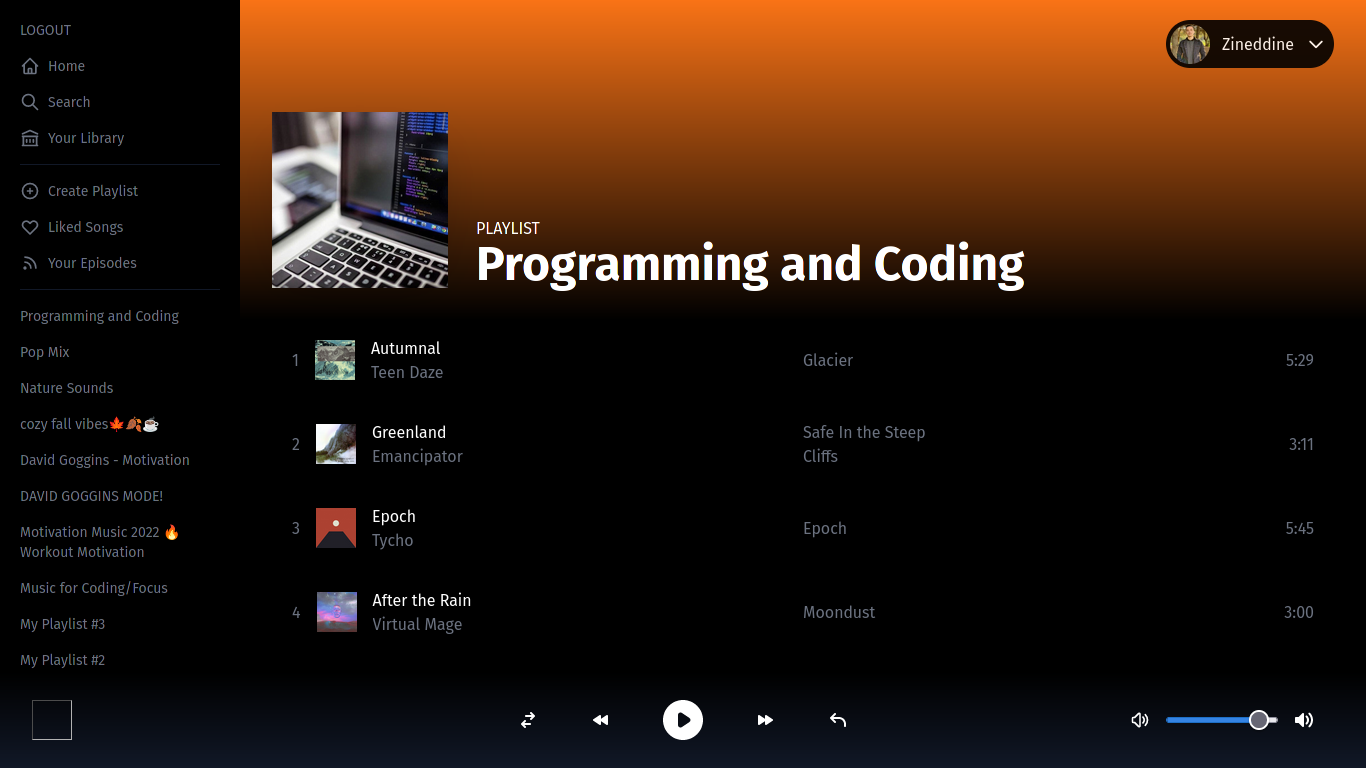 LOGOUT
Home
Search
Your Library
Create Playlist
Liked Songs
Your Episodes
Programming and Coding
Pop Mix
Nature Sounds
cozy fall vibes🍁🍂☕
David Goggins - Motivation
DAVID GOGGINS MODE!
Motivation Music 2022 🔥
Workout Motivation
Music for Coding/Focus
My Playlist #3
My Playlist #2
Zineddine
PLAYLIST
Programming and Coding
1 Autumnal Glacier 5:29
Teen Daze
2 Greenland Safe In the Steep 3:11
Emancipator Cliffs
3 Epoch Epoch 5:45
Tycho
4 After the Rain Moondust 3:00
Virtual Mage